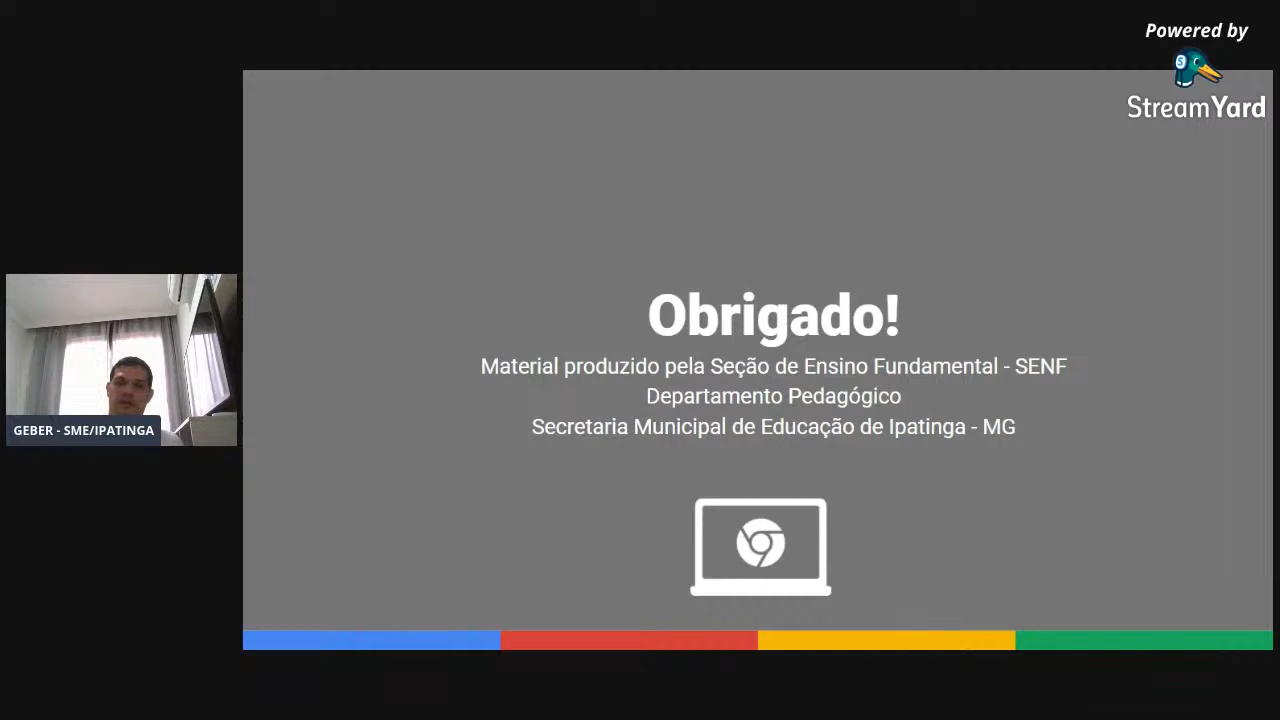 Powered by
StreamYard
Obrigado!
Material produzido pela Seção de Ensino Fundamental - SENF
Departamento Pedagógico
Secretaria Municipal de Educação de Ipatinga - MG
GEBER - SME/IPATINGA